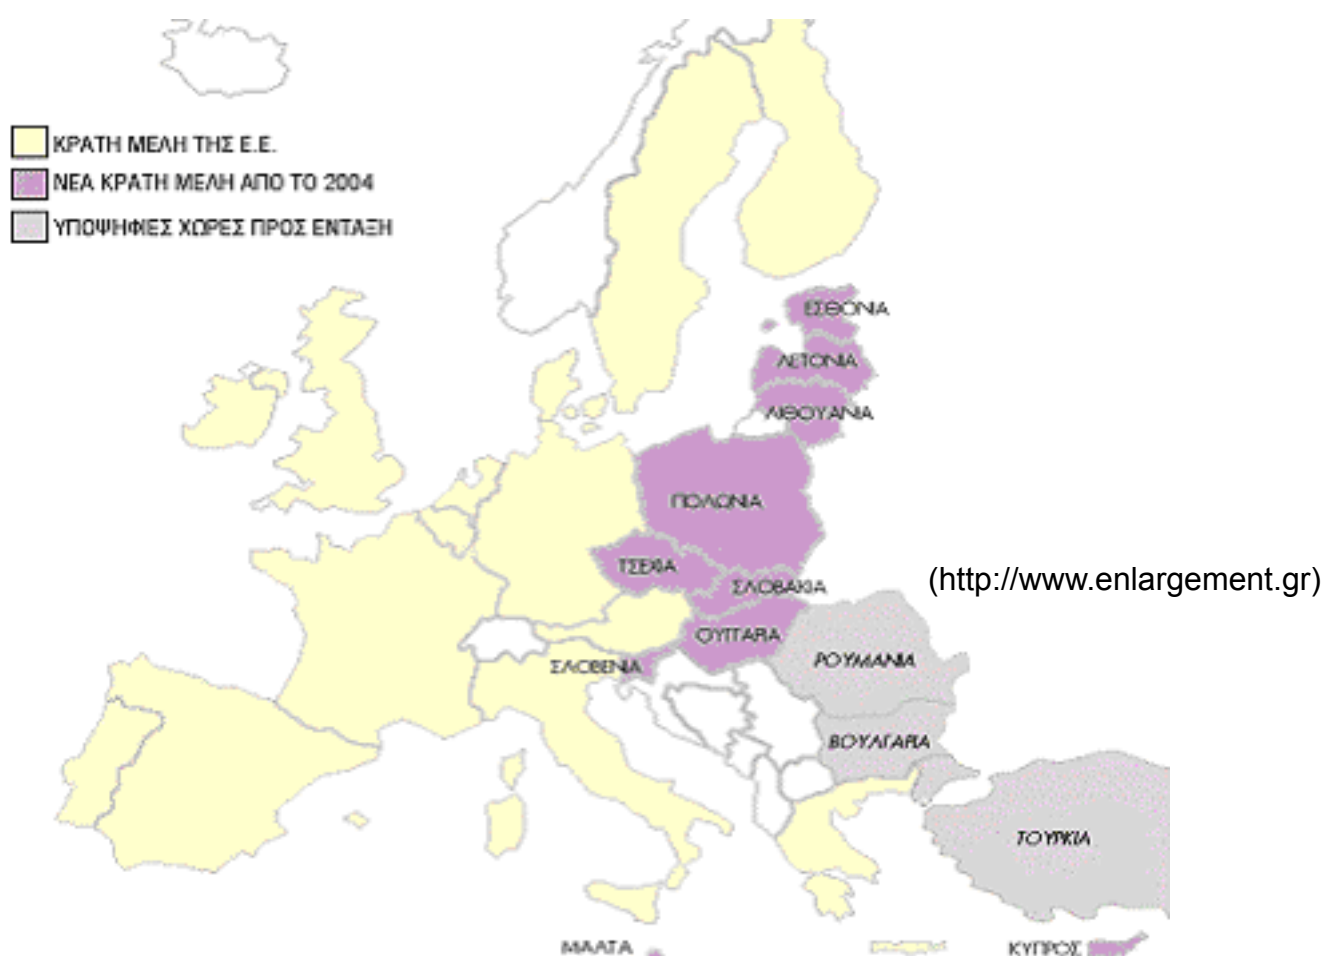 ΚΡΑΤΗ ΜΕΛΗ ΤΗΣ Ε.Ε.
ΝΕΑ ΚΡΑΤΗ ΜΕΛΗ ΑΠΟ ΤΟ 2004
ΥΠΟΨΗΦΙΕΣ ΧΩΡΕΣ ΠΡΟΣ ΕΝΤΑΞΗ
ΕΣΘΟΝΙΑ
ΛΕΤΟΝΙΑ
ΛΙΘΟΥΑΝΙΑ
ΠΟΛΩΝΙΑ
ΤΣΕΧΙΑ
ΣΛΟΒΑΚΙΑ
(http://www.enlargement.gr)
ΟΥΓΓΑΡΙΑ
ΣΛΟΒΕΝΙΑ
ΡΟΥΜΑΝΙΑ
ΒΟΥΛΓΑΡΙΑ
ΤΟΥΡΚΙΑ
ΜΑΛΤΑ
ΚΥΠΡΟΣ